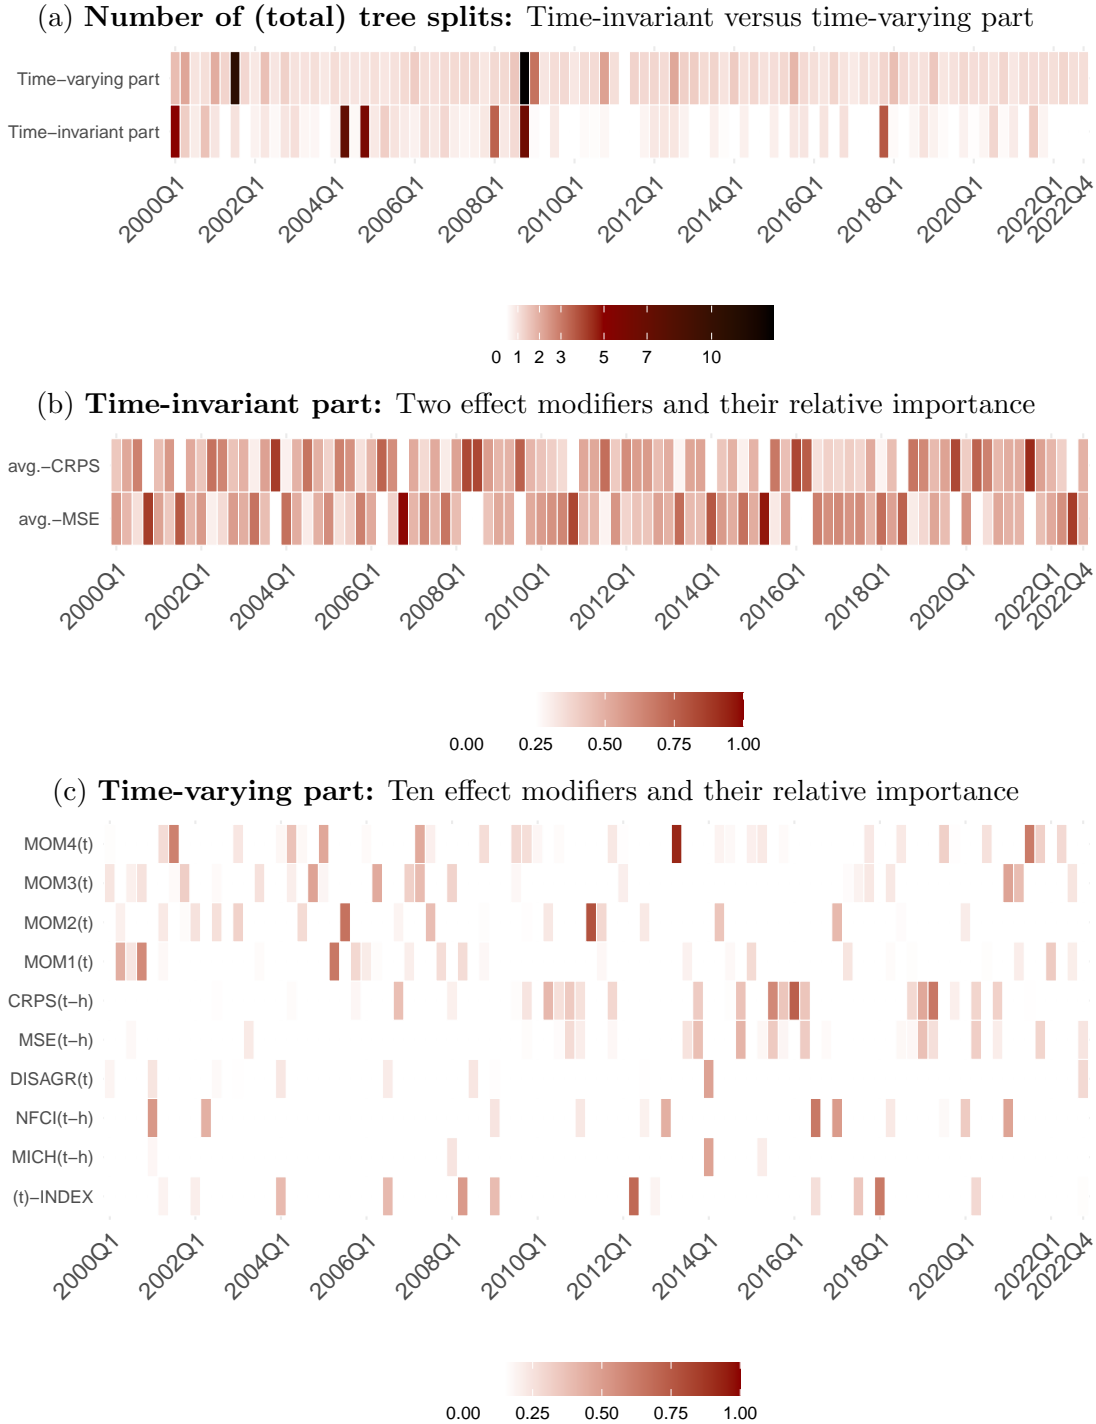 (a) Number of (total) tree splits: Time-invariant versus time-varying part
Time−varying part
Time−invariant part
2000Q1 2002Q1 2004Q1 2006Q1 2008Q1 2010Q1 2012Q1 2014Q1 2016Q1 2018Q1 2020Q1 2022Q1 2022Q4
0 1 2 3 5 7 10
(b) Time-invariant part: Two effect modifiers and their relative importance
avg.−CRPS
avg.−MSE
2000Q1 2002Q1 2004Q1 2006Q1 2008Q1 2010Q1 2012Q1 2014Q1 2016Q1 2018Q1 2020Q1 2022Q1 2022Q4
0.00 0.25 0.50 0.75 1.00
(c) Time-varying part: Ten effect modifiers and their relative importance
MOM4(t)
MOM3(t)
MOM2(t)
MOM1(t)
CRPS(t−h)
MSE(t−h)
DISAGR(t)
NFCI(t−h)
MICH(t−h)
(t)−INDEX
2000Q1 2002Q1 2004Q1 2006Q1 2008Q1 2010Q1 2012Q1 2014Q1 2016Q1 2018Q1 2020Q1 2022Q1 2022Q4
0.00 0.25 0.50 0.75 1.00